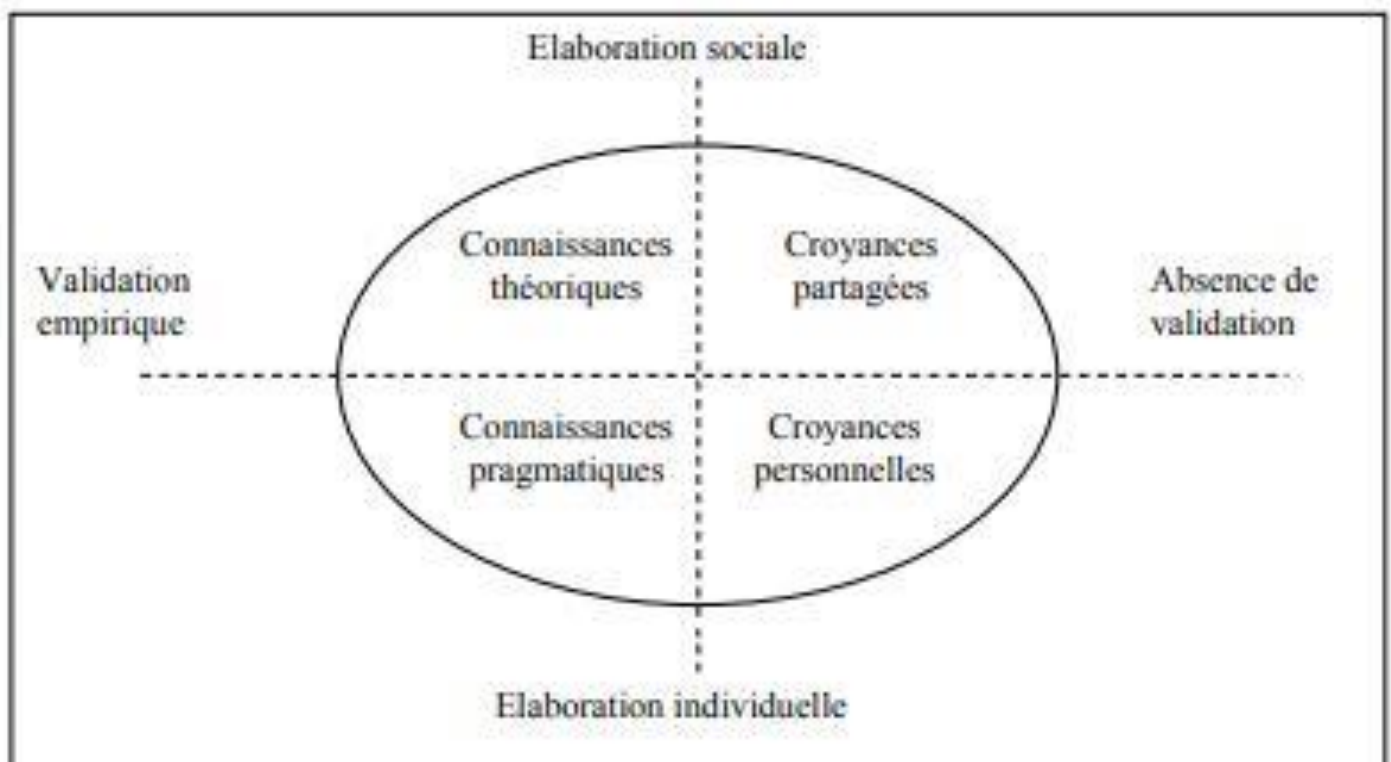 Elaboration sociale
Connaissances
théoriques
Croyances
partagées
Validation
empirique
Absence de
validation
Connaissances
pragmatiques
Croyances
personnelles
Elaboration individuelle